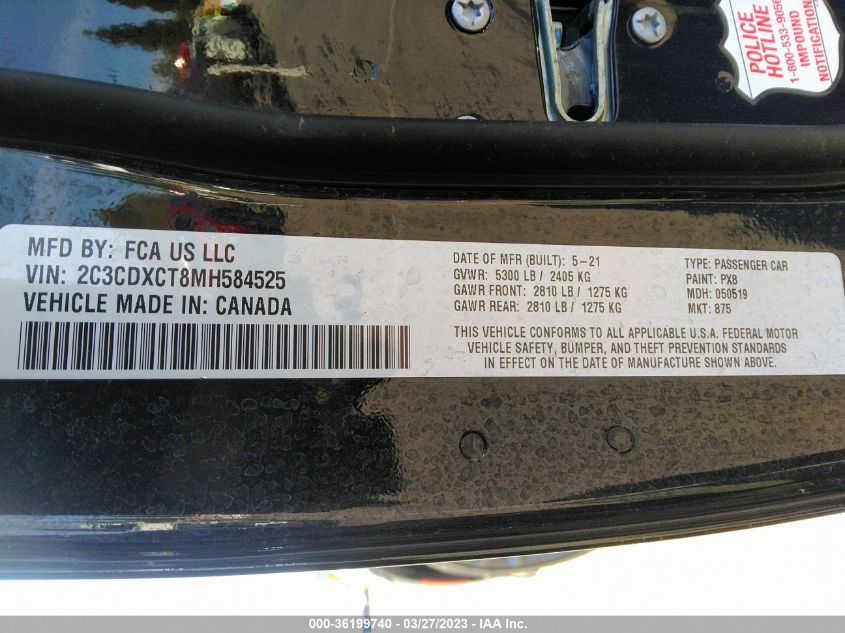 POLICE
HOTLINE
1-800-533-905
IMPOUND
NOTIFICATION
MFD BY: FCA US LLC
VIN: 2C3CDXCT8MH584525
VEHICLE MADE IN: CANADA
DATE OF MFR (BUILT): 5-21
GVWR: 5300 LB / 2405 KG
GAWR FRONT: 2810 LB / 1275 KG
GAWR REAR: 2810 LB / 1275 KG
TYPE: PASSENGER CAR
PAINT: PX8
MDH: 050519
MKT: 875
THIS VEHICLE CONFORMS TO ALL APPLICABLE U.S.A. FEDERAL MOTOR
VEHICLE SAFETY, BUMPER, AND THEFT PREVENTION STANDARDS
IN EFFECT ON THE DATE OF MANUFACTURE SHOWN ABOVE.
000-36199740 - 03/27/2023 - IAA Inc.